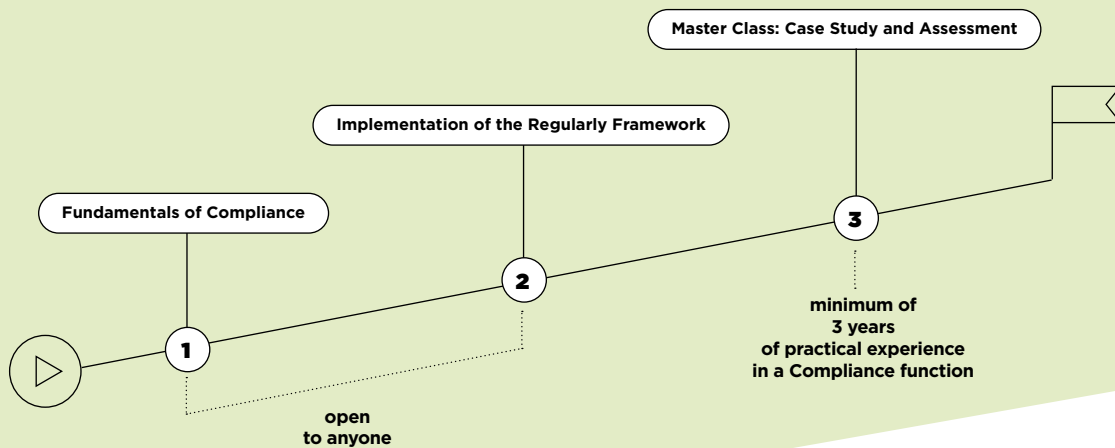 Master Class: Case Study and Assessment
Implementation of the Regularly Framework
Fundamentals of Compliance
3
2
1
minimum of
3 years
of practical experience
in a Compliance function
open
to anyone